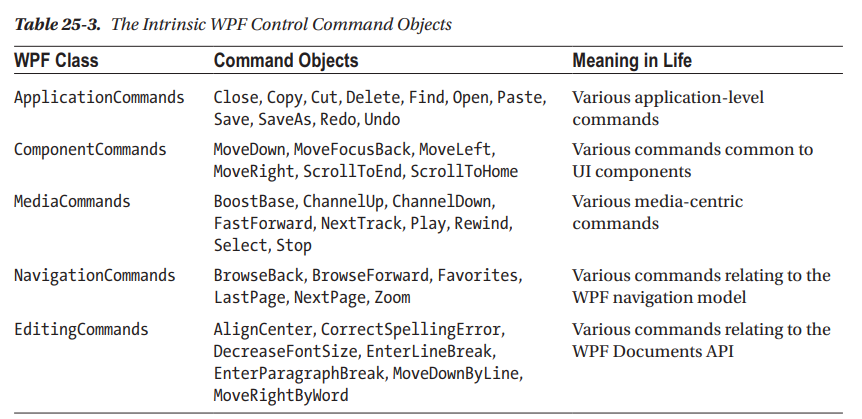 Table 25-3. The Intrinsic WPF Control Command Objects
WPF Class Command Objects Meaning in Life
ApplicationCommands Close, Copy, Cut, Delete, Find, Open, Paste, Various application-level
Save, SaveAs, Redo, Undo commands
ComponentCommands MoveDown, MoveFocusBack, MoveLeft, Various commands common to
MoveRight, ScrollToEnd, ScrollToHome UI components
MediaCommands BoostBase, ChannelUp, ChannelDown, Various media-centric
FastForward, NextTrack, Play, Rewind, commands
Select, Stop
NavigationCommands BrowseBack, BrowseForward, Favorites, Various commands relating to the
LastPage, NextPage, Zoom WPF navigation model
EditingCommands AlignCenter, CorrectSpellingError, Various commands relating to the
DecreaseFontSize, EnterLineBreak, WPF Documents API
EnterParagraphBreak, MoveDownByLine,
MoveRightByWord